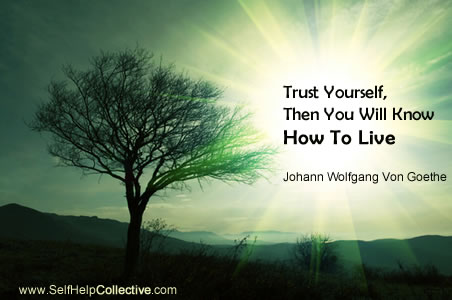 Trust Yourself,
Then You Will Know
How To Live
Johann Wolfgang Von Goethe
www.SelfHelpCollective.com